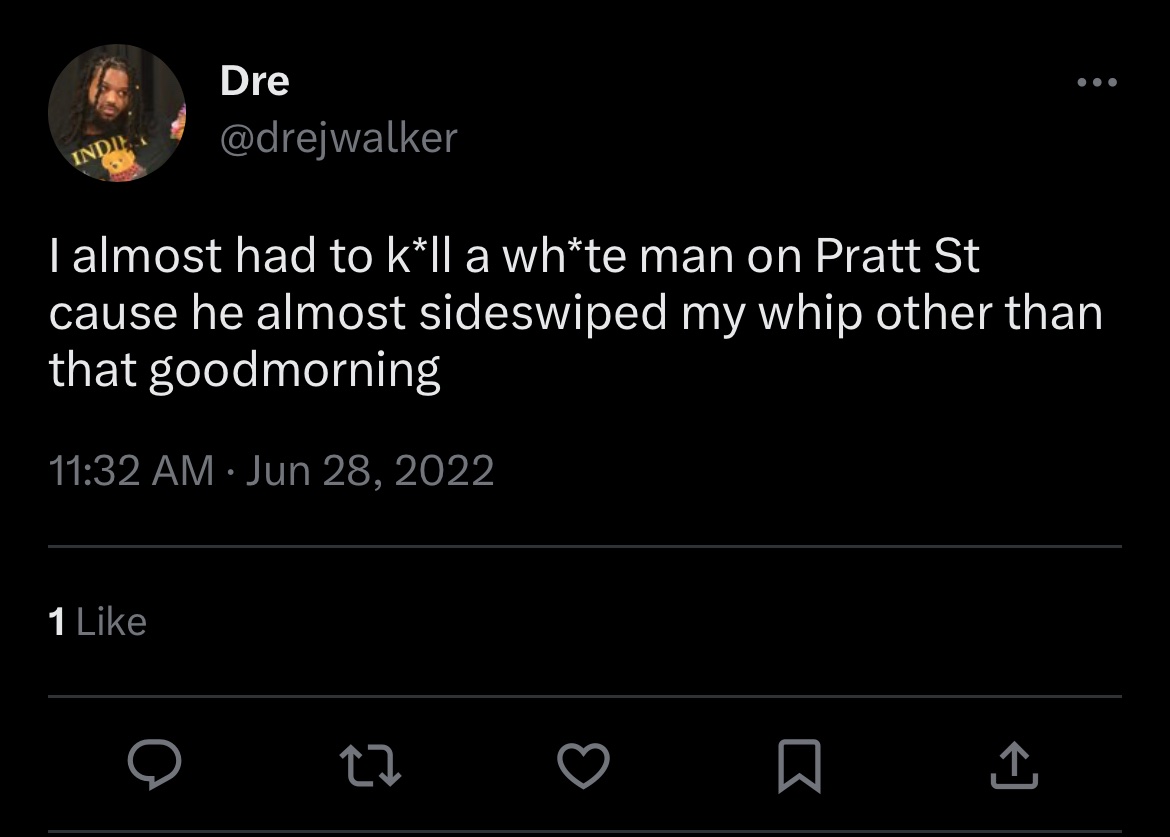 Dre
@drejwalker
INDI
I almost had to k*ll a wh*te man on Pratt St
cause he almost sideswiped my whip other than
that goodmorning
11:32 AM · Jun 28, 2022
1 Like